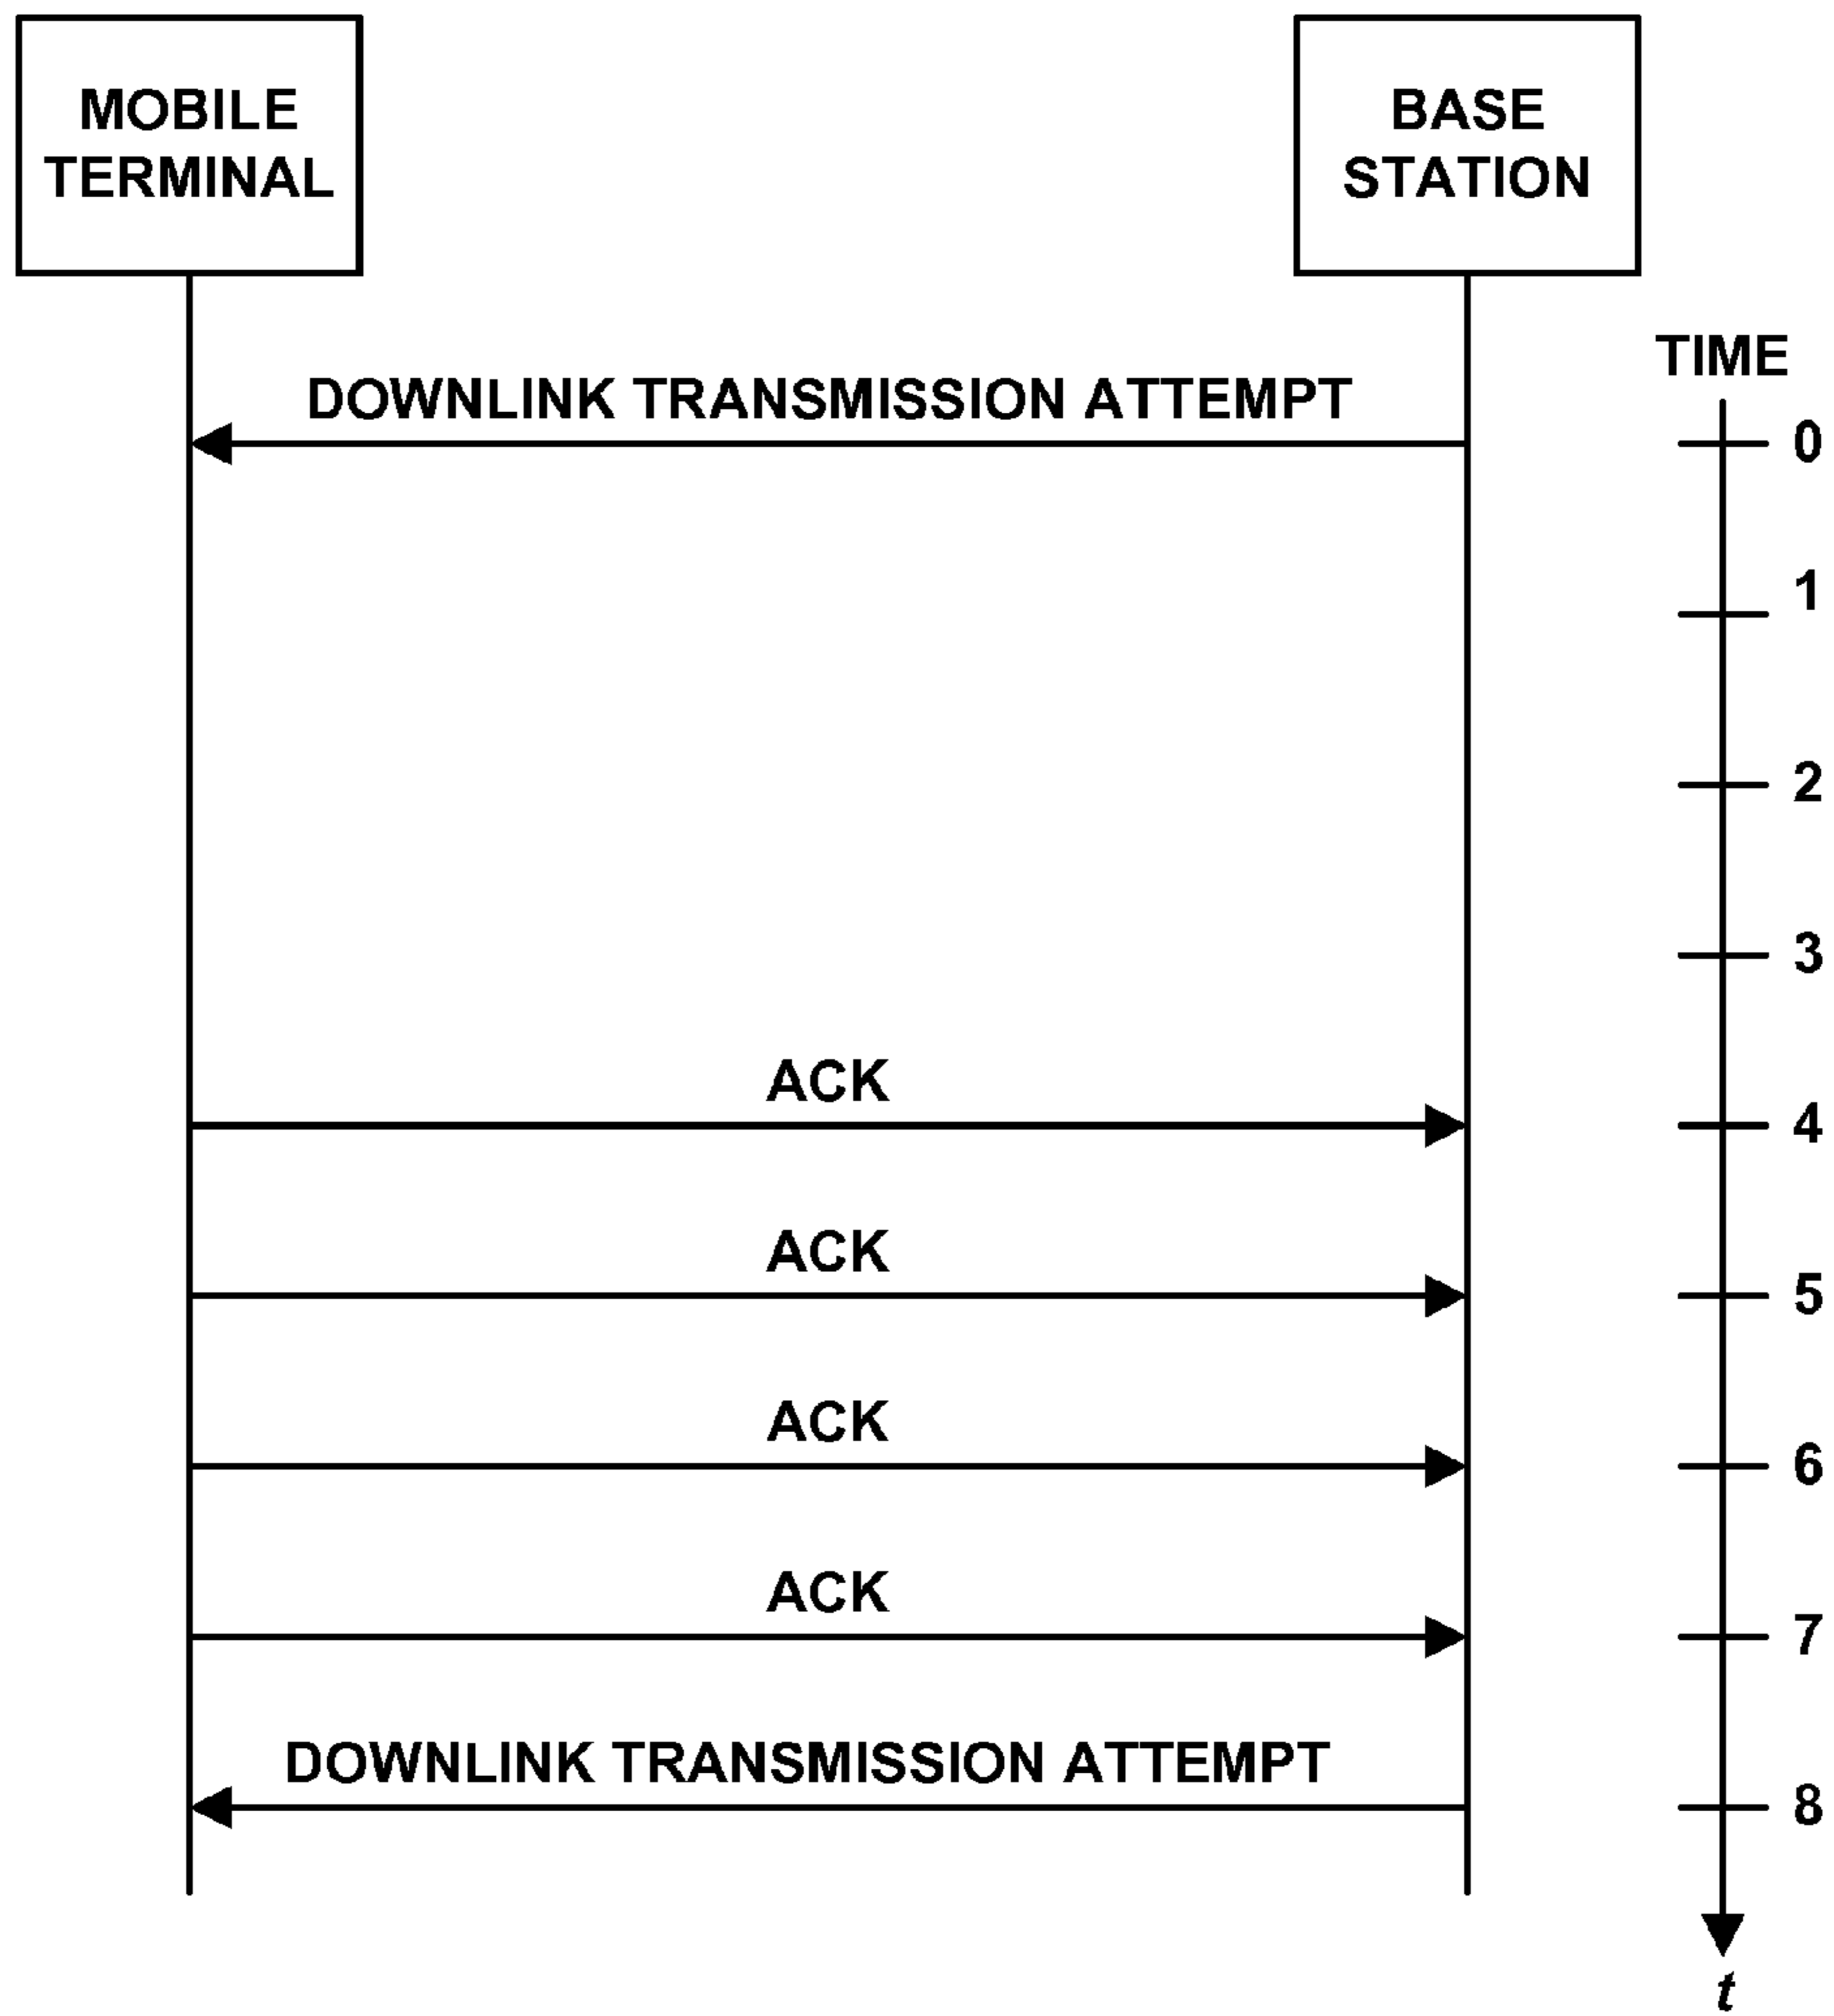 MOBILE
TERMINAL
BASE
STATION
TIME
DOWNLINK TRANSMISSION ATTEMPT
0
1
2
3
ACK
4
ACK
5
ACK
6
ACK
7
DOWNLINK TRANSMISSION ATTEMPT
8
t